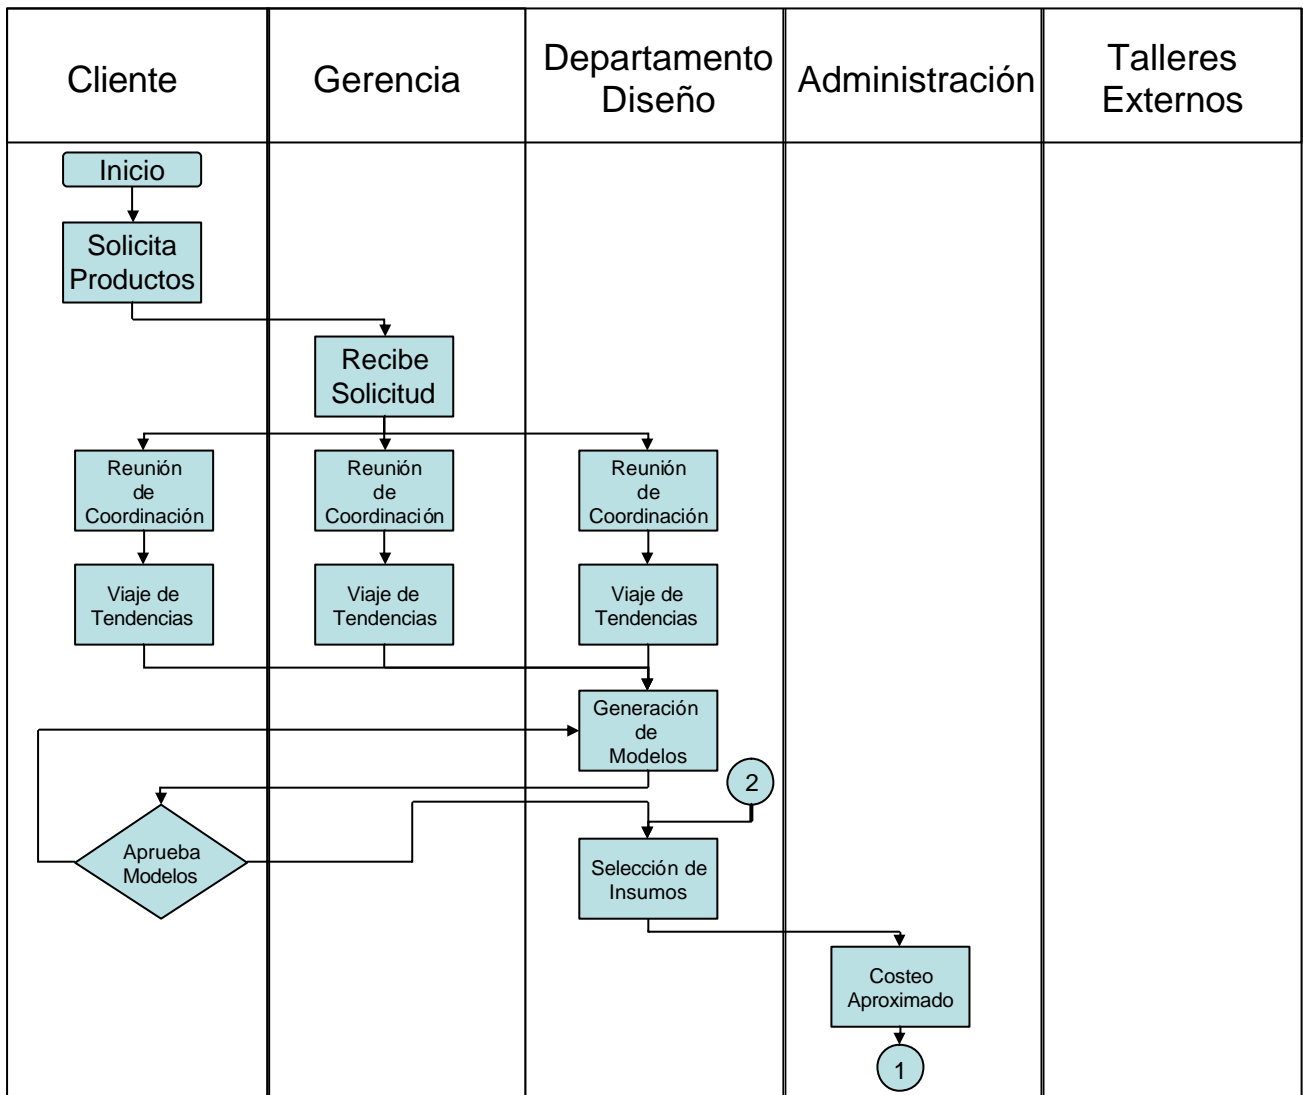 Cliente
Gerencia
Departamento
Diseño
Administración
Talleres
Externos
Inicio
Solicita
Productos
Recibe
Solicitud
Reunión
de
Coordinación
Reunión
de
Coordinación
Reunión
de
Coordinación
Viaje de
Tendencias
Viaje de
Tendencias
Viaje de
Tendencias
Generación
de
Modelos
2
Aprueba
Modelos
Selección de
Insumos
Costeo
Aproximado
1